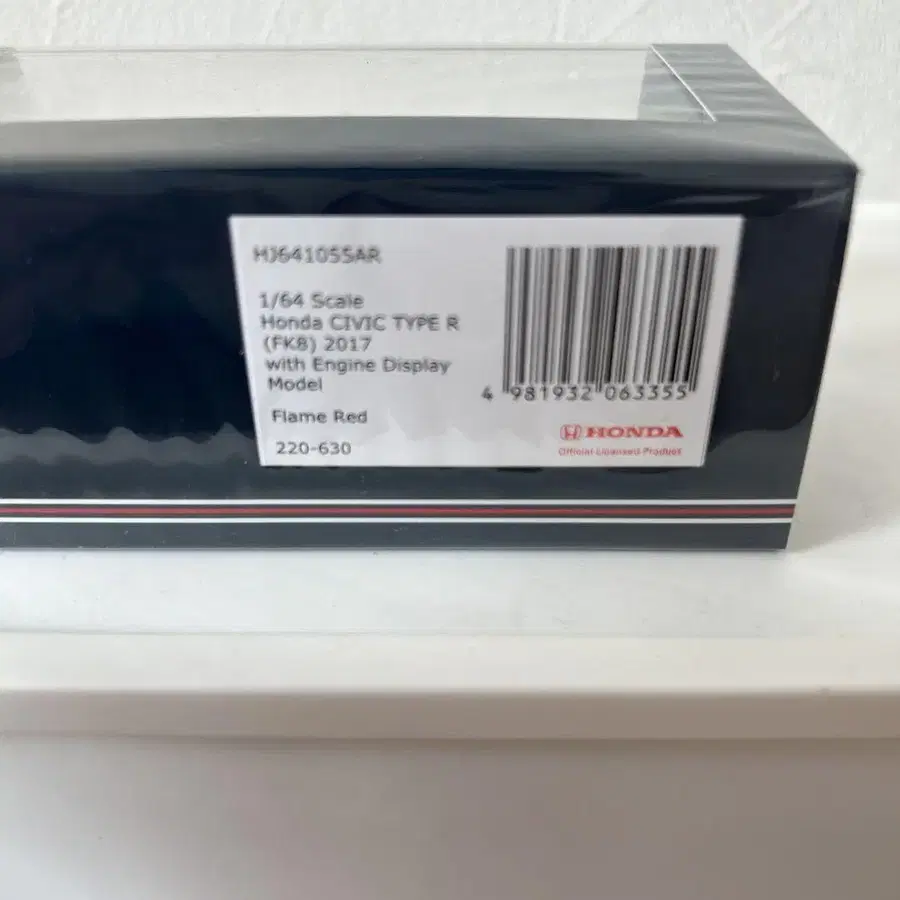 HJ641055AR
1/64 Scale
Honda CIVIC TYPE R
(FK8) 2017
with Engine Display
Model
Flame Red
220-630
4 981932 063355
HONDA
Official Licensed Product